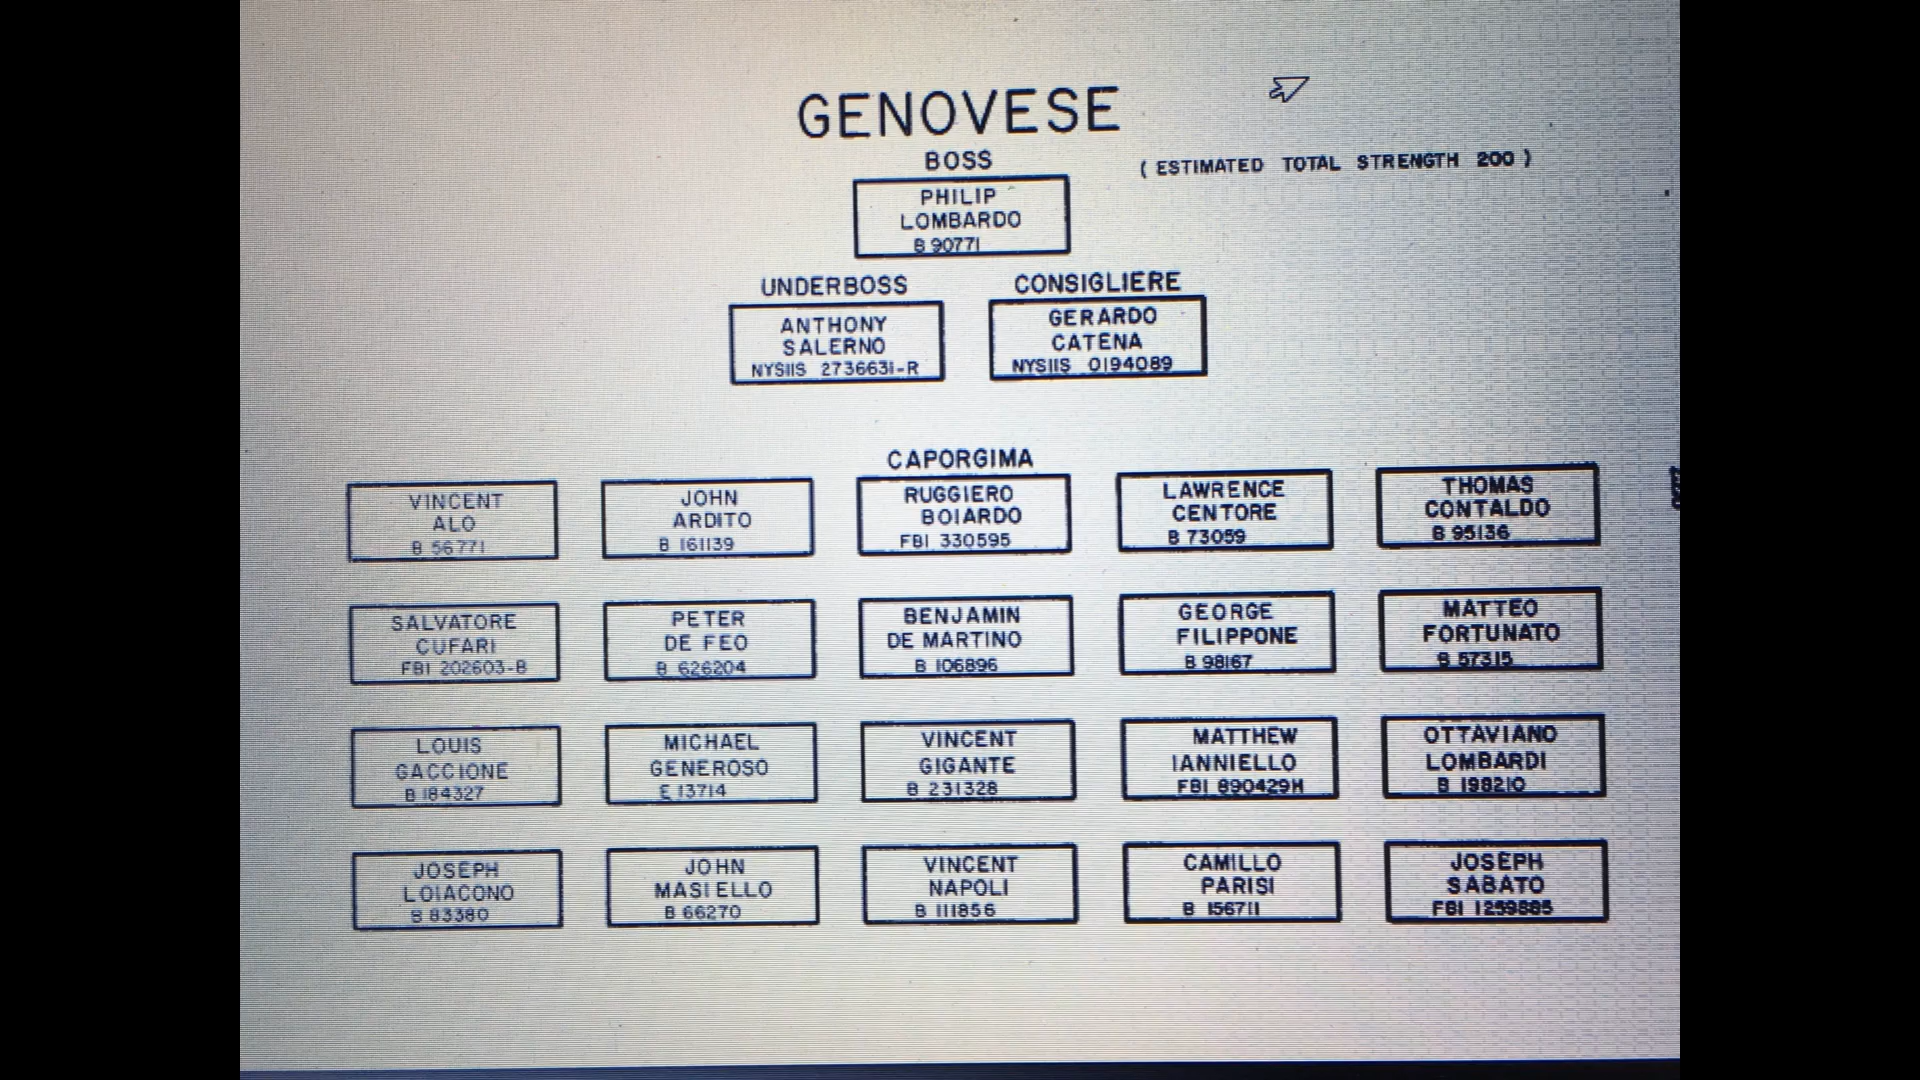 GENOVESE
BOSS
( ESTIMATED TOTAL STRENGTH 200 )
PHILIP
LOMBARDO
B 90771
UNDERBOSS
ANTHONY
SALERNO
NYSIIS 2736631-R
CONSIGLIERE
GERARDO
CATENA
NYSIIS 0194089
CAPORGIMA
VINCENT
ALO
B 56771
JOHN
ARDITO
B 161139
RUGGIERO
BOIARDO
FBI 330595
LAWRENCE
CENTORE
B 73059
THOMAS
CONTALDO
B 95136
SALVATORE
CUFARI
FBI 202603-B
PETER
DE FEO
B 626204
BENJAMIN
DE MARTINO
B 106896
GEORGE
FILIPPONE
B 98167
MATTEO
FORTUNATO
B 57315
LOUIS
GACCIONE
B 184327
MICHAEL
GENEROSO
E 13714
VINCENT
GIGANTE
B 231328
MATTHEW
IANNIELLO
FBI 890429H
OTTAVIANO
LOMBARDI
B 198210
JOSEPH
LOIACONO
B 83380
JOHN
MASIELLO
B 66270
VINCENT
NAPOLI
B 111856
CAMILLO
PARISI
B 156711
JOSEPH
SABATO
FBI